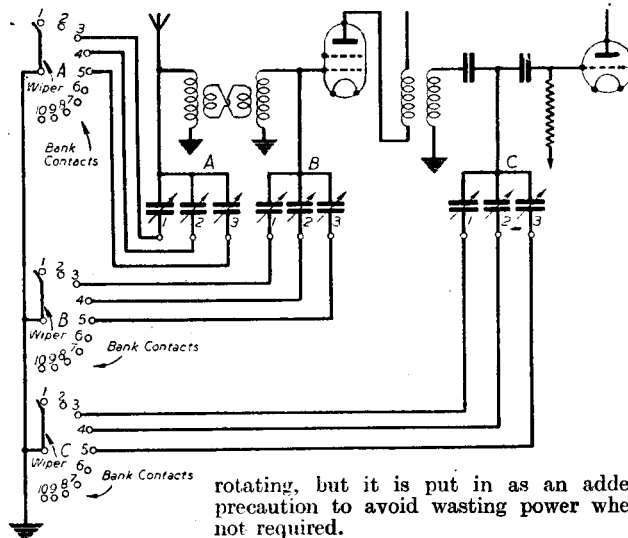 1 2 3
4
A 5
Wiper 6
10 9 8 7
Bank Contacts
A B C
1 2 3 1 2 3 1 2 3
1 2 3
4
B 5
Wiper 6
10 9 8 7
Bank Contacts
1 2 3
4
C 5
Wiper 6
10 9 8 7
Bank Contacts
rotating, but it is put in as an adde
precaution to avoid wasting power whe
not required.